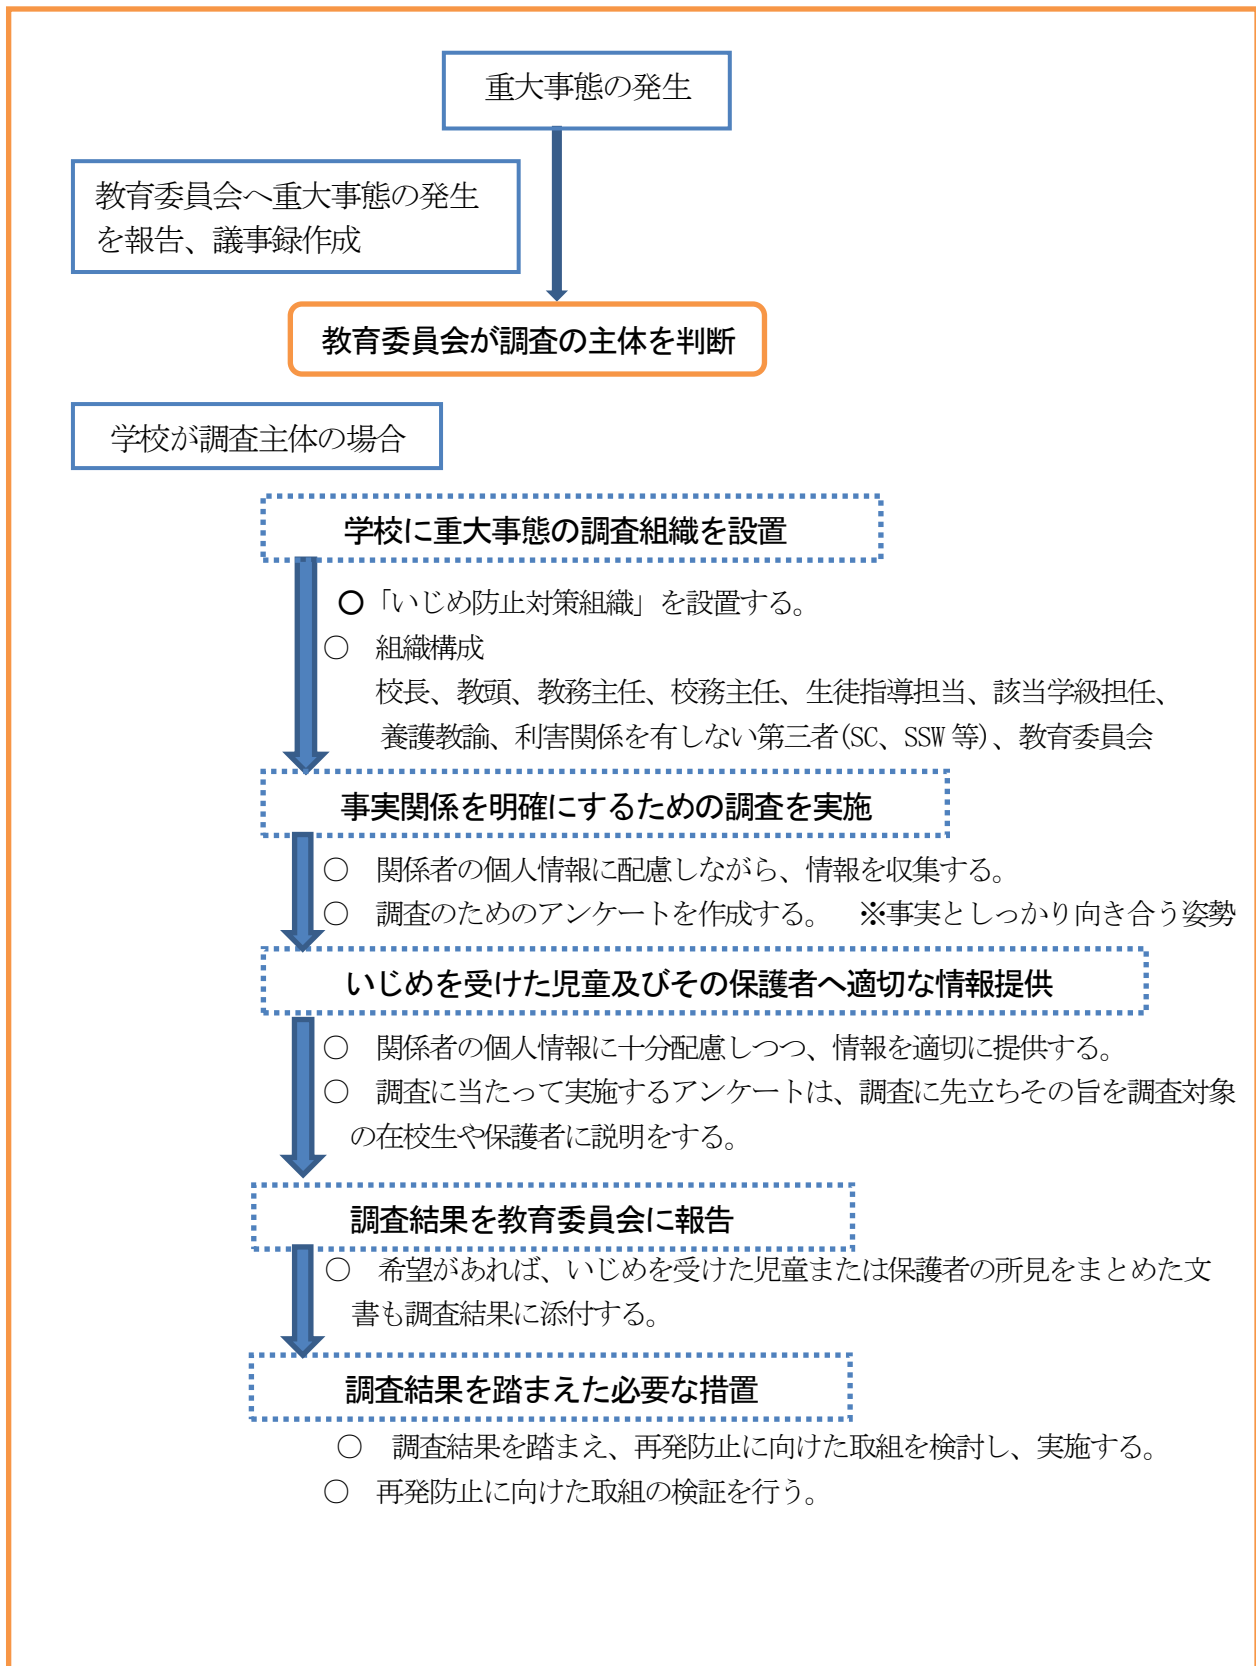 重大事態の発生
教育委員会へ重大事態の発生
を報告、議事録作成
教育委員会が調査の主体を判断
学校が調査主体の場合
学校に重大事態の調査組織を設置
〇「いじめ防止対策組織」を設置する。
○　組織構成
校長、教頭、教務主任、校務主任、生徒指導担当、該当学級担任、
養護教諭、利害関係を有しない第三者(SC、SSW 等)、教育委員会
事実関係を明確にするための調査を実施
○　関係者の個人情報に配慮しながら、情報を収集する。
○　調査のためのアンケートを作成する。　※事実としっかり向き合う姿勢
いじめを受けた児童及びその保護者へ適切な情報提供
○　関係者の個人情報に十分配慮しつつ、情報を適切に提供する。
○　調査に当たって実施するアンケートは、調査に先立ちその旨を調査対象
の在校生や保護者に説明をする。
調査結果を教育委員会に報告
○　希望があれば、いじめを受けた児童または保護者の所見をまとめた文
書も調査結果に添付する。
調査結果を踏まえた必要な措置
○　調査結果を踏まえ、再発防止に向けた取組を検討し、実施する。
○　再発防止に向けた取組の検証を行う。